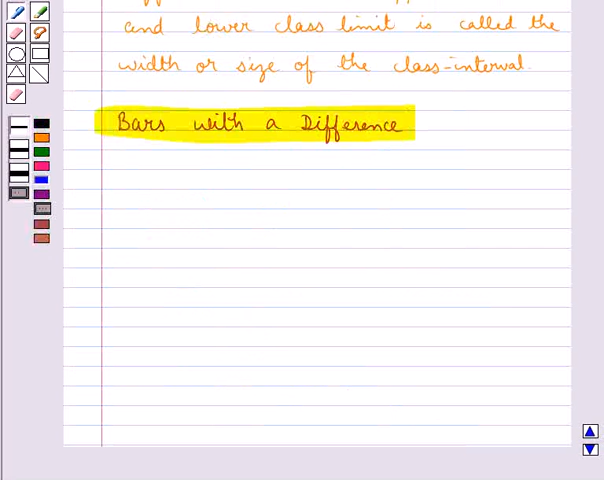 and lower class limit is called the
width or size of the class-interval.
Bars with a Difference